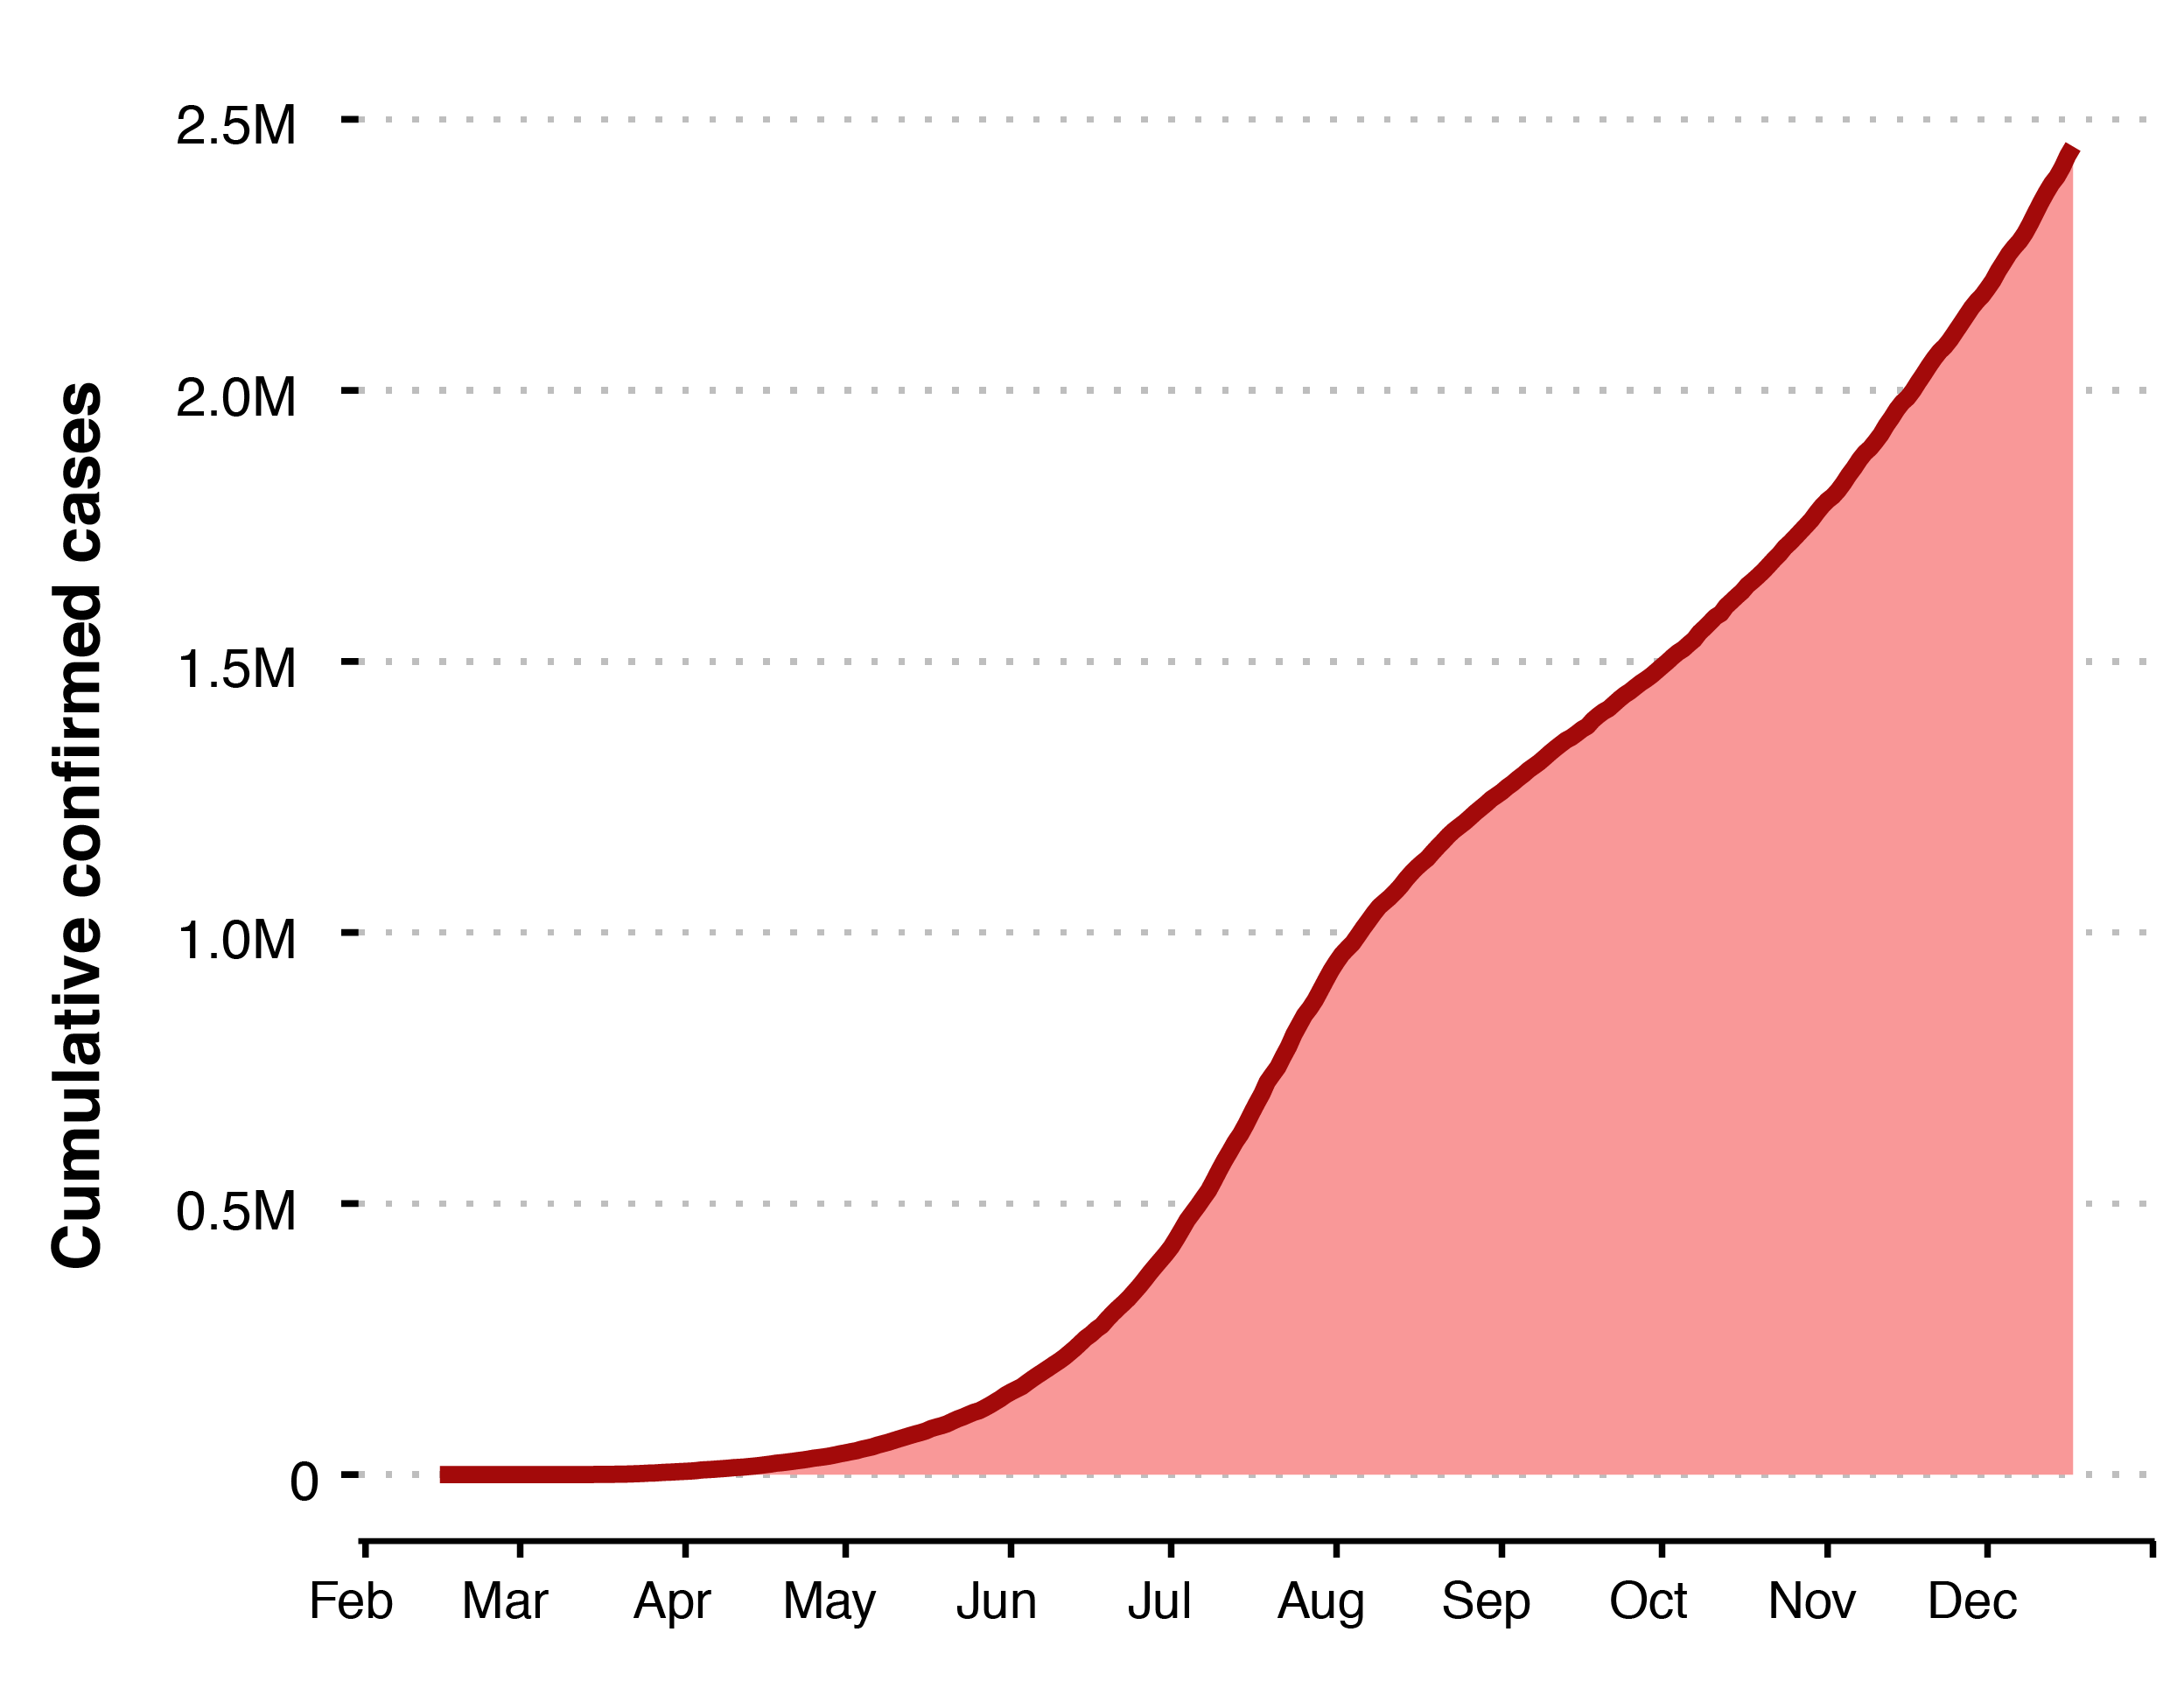 Cumulative confirmed cases
2.5M
2.0M
1.5M
1.0M
0.5M
0
Feb Mar Apr May Jun Jul Aug Sep Oct Nov Dec